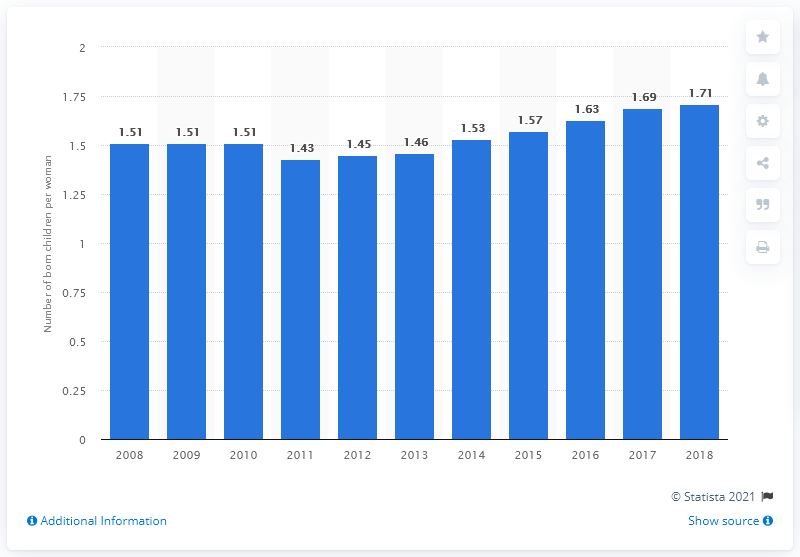 2
1.75
1.5
1.25
1
0.75
0.5
0.25
0
Number of born children per woman
1.51 1.51 1.51 1.43 1.45 1.46 1.53 1.57 1.63 1.69 1.71
2008 2009 2010 2011 2012 2013 2014 2015 2016 2017 2018
© Statista 2021
Additional Information
Show source